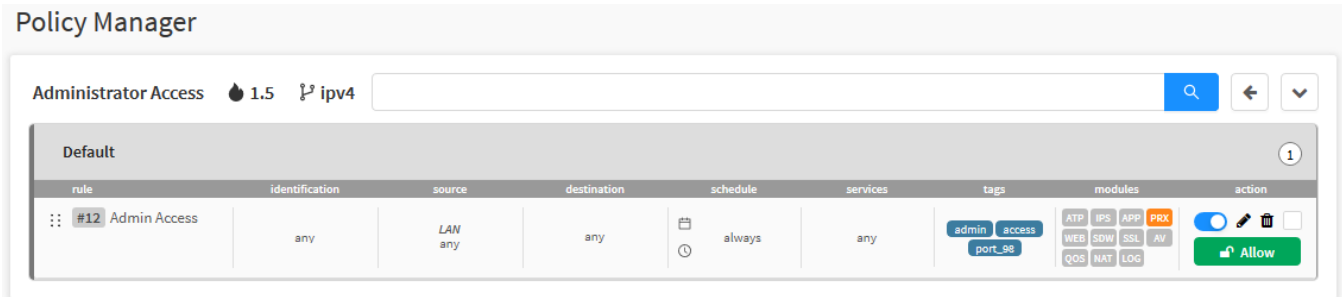 Policy Manager
Administrator Access 1.5 ipv4
Default 1
rule identification source destination schedule services tags modules action
#12 Admin Access any LAN any always any admin access ATP IPS APP PRX
any port_98 WEB SDW SSL AV
QOS NAT LOG Allow